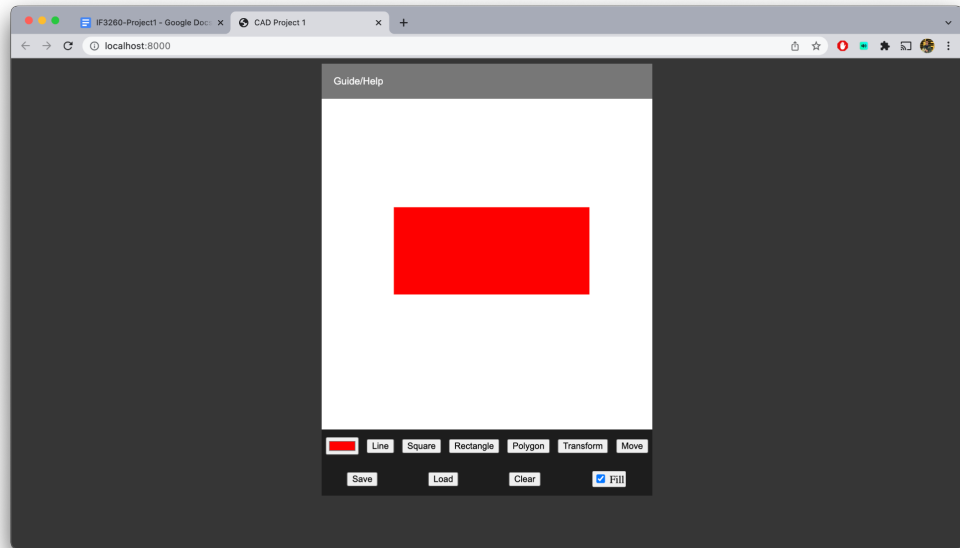 IF3260-Project1 - Google Docs
CAD Project 1
localhost:8000
Guide/Help
Line Square Rectangle Polygon Transform Move
Save Load Clear Fill